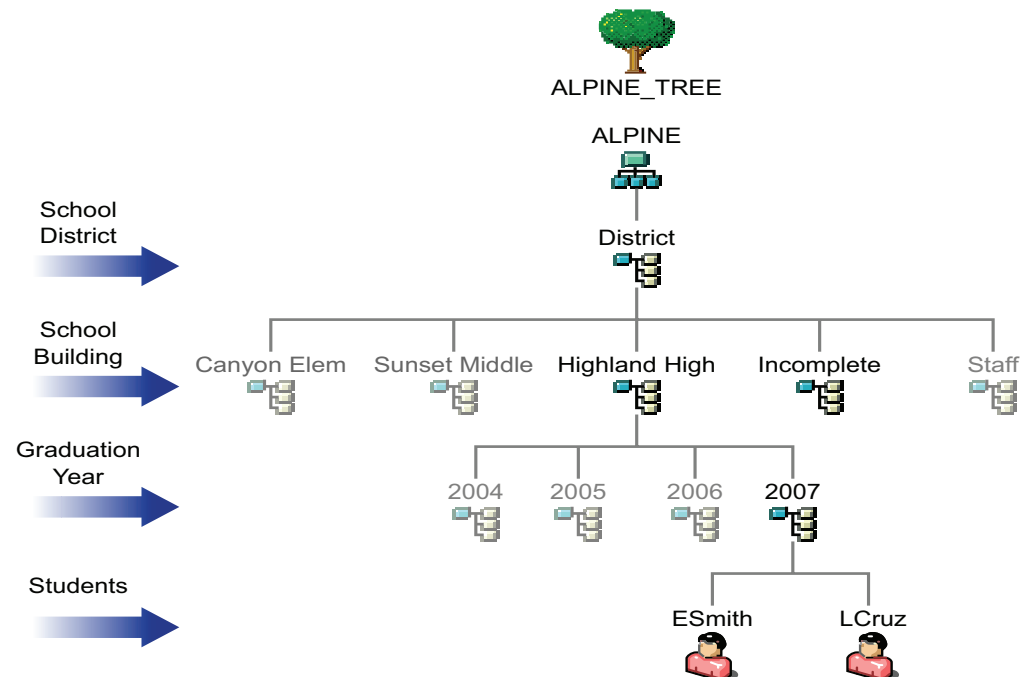 ALPINE_TREE
ALPINE
School
District
District
School
Building
Canyon Elem
Sunset Middle
Highland High
Incomplete
Staff
Graduation
Year
2004
2005
2006
2007
Students
ESmith
LCruz